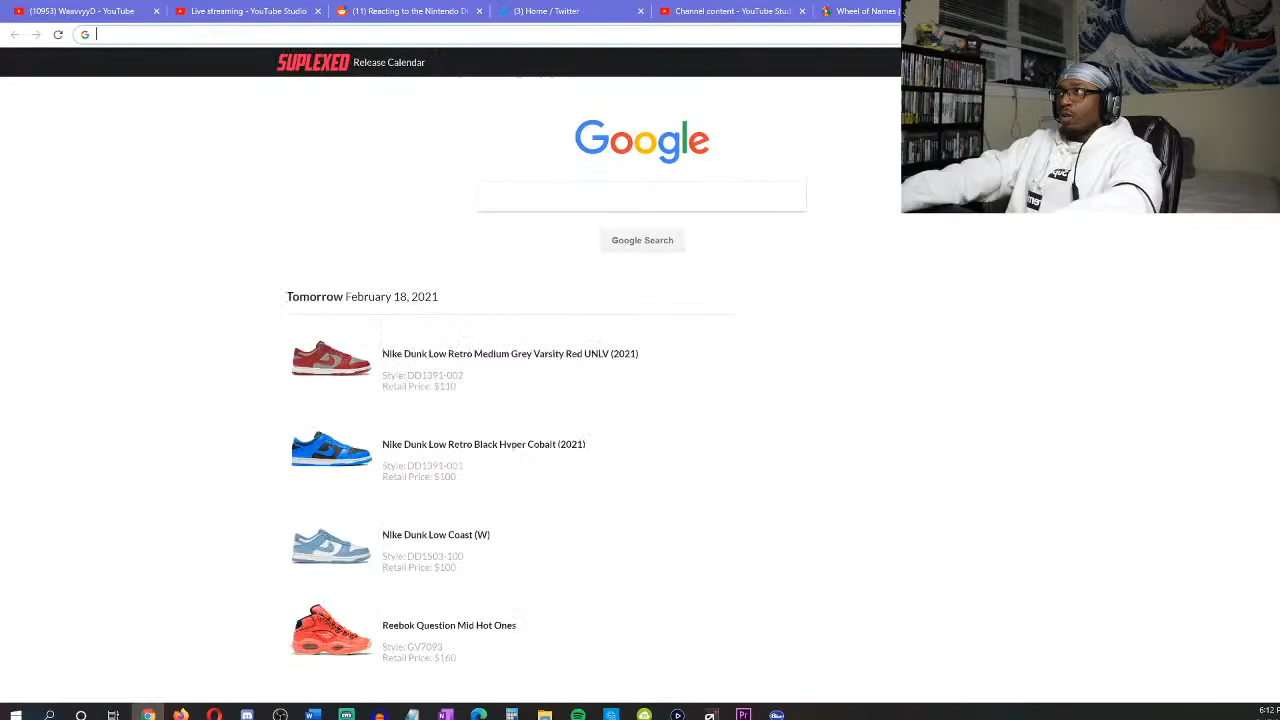 (10953) WaavyyD - YouTube
Live streaming - YouTube Studio
(11) Reacting to the Nintendo Di
(3) Home / Twitter
Channel content - YouTube Stud
Wheel of Names |
SUPLEXED Release Calendar
Google
Google Search
Tomorrow February 18, 2021
Nike Dunk Low Retro Medium Grey Varsity Red UNLV (2021)
Style: DD1391-002
Retail Price: $110
Nike Dunk Low Retro Black Hyper Cobalt (2021)
Style: DD1391-001
Retail Price: $100
Nike Dunk Low Coast (W)
Style: DD1503-100
Retail Price: $100
Reebok Question Mid Hot Ones
Style: GV7093
Retail Price: $160
6:12 P